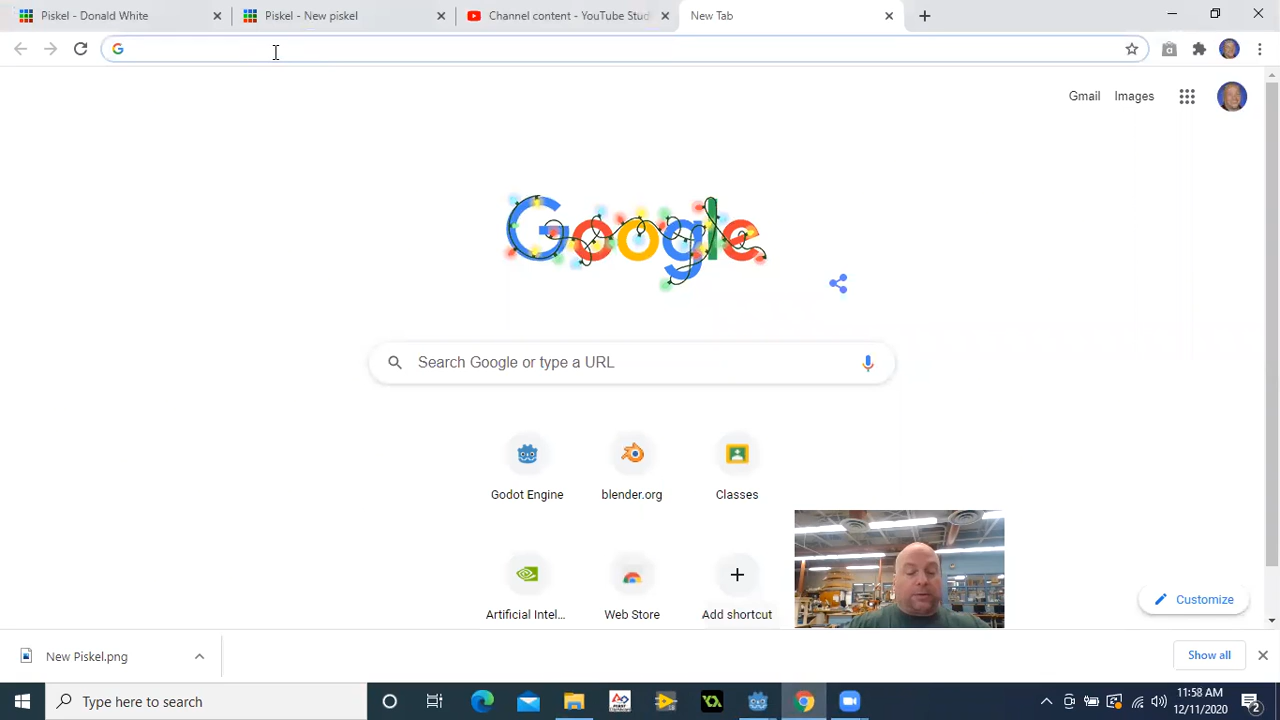 Piskel - Donald White
Piskel - New piskel
Channel content - YouTube Stud
New Tab
Gmail
Images
Google
Search Google or type a URL
Godot Engine
blender.org
Classes
Artificial Intel...
Web Store
Add shortcut
Customize
New Piskel.png
Show all
Type here to search
11:58 AM
12/11/2020
2